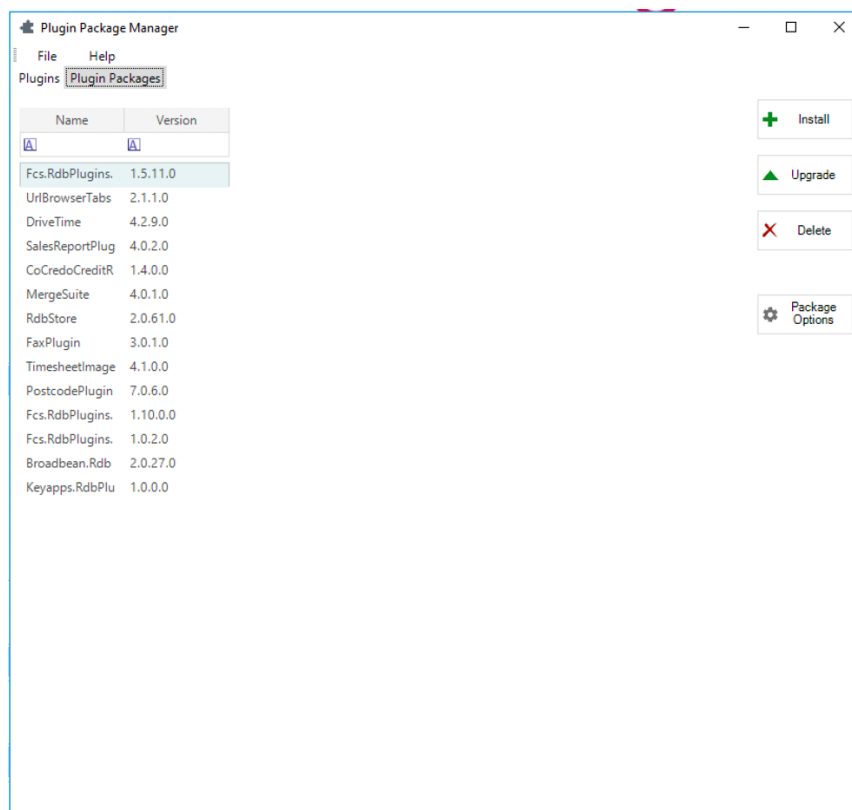 Plugin Package Manager
File Help
Plugins Plugin Packages
Name Version
A A
Fcs.RdbPlugins. 1.5.11.0
UrlBrowserTabs 2.1.1.0
DriveTime 4.2.9.0
SalesReportPlug 4.0.2.0
CoCredoCreditR 1.4.0.0
MergeSuite 4.0.1.0
RdbStore 2.0.61.0
FaxPlugin 3.0.1.0
TimesheetImage 4.1.0.0
PostcodePlugin 7.0.6.0
Fcs.RdbPlugins. 1.10.0.0
Fcs.RdbPlugins. 1.0.2.0
Broadbean.Rdb 2.0.27.0
Keyapps.RdbPlu 1.0.0.0
Install
Upgrade
Delete
Package
Options